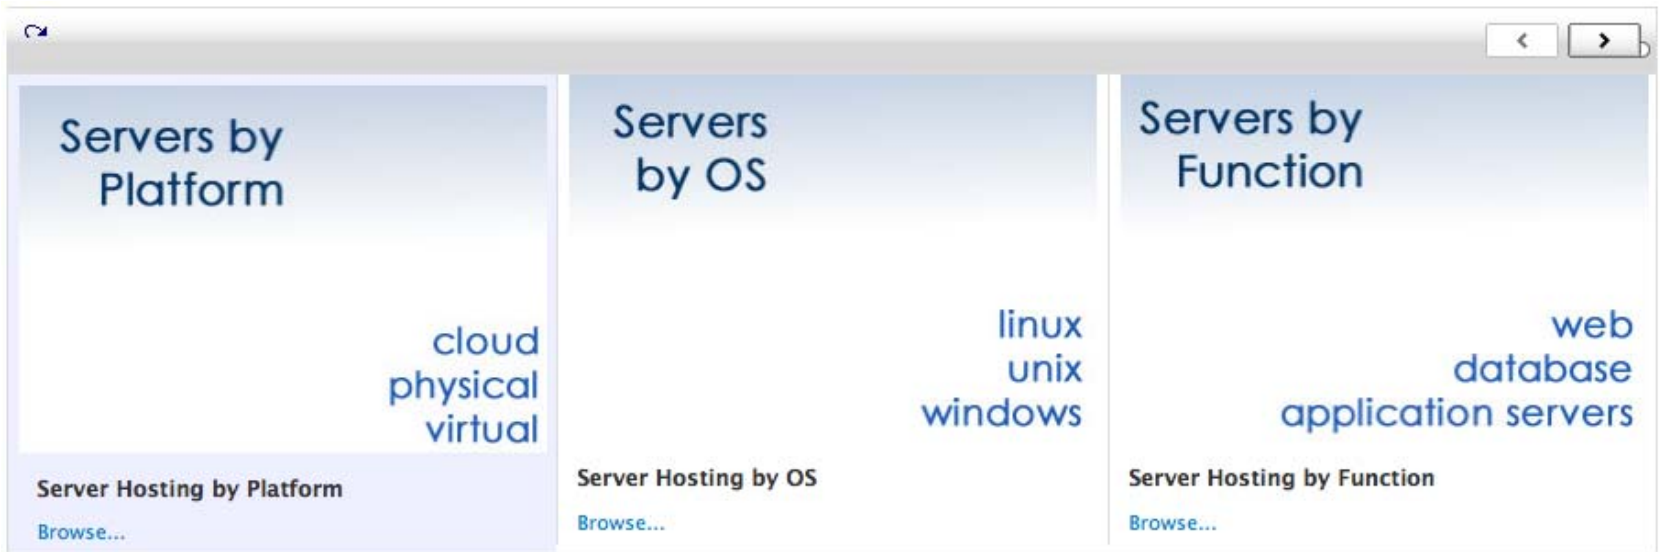 Servers by
Platform
cloud
physical
virtual
Server Hosting by Platform
Browse...
Servers
by OS
linux
unix
windows
Server Hosting by OS
Browse...
Servers by
Function
web
database
application servers
Server Hosting by Function
Browse...